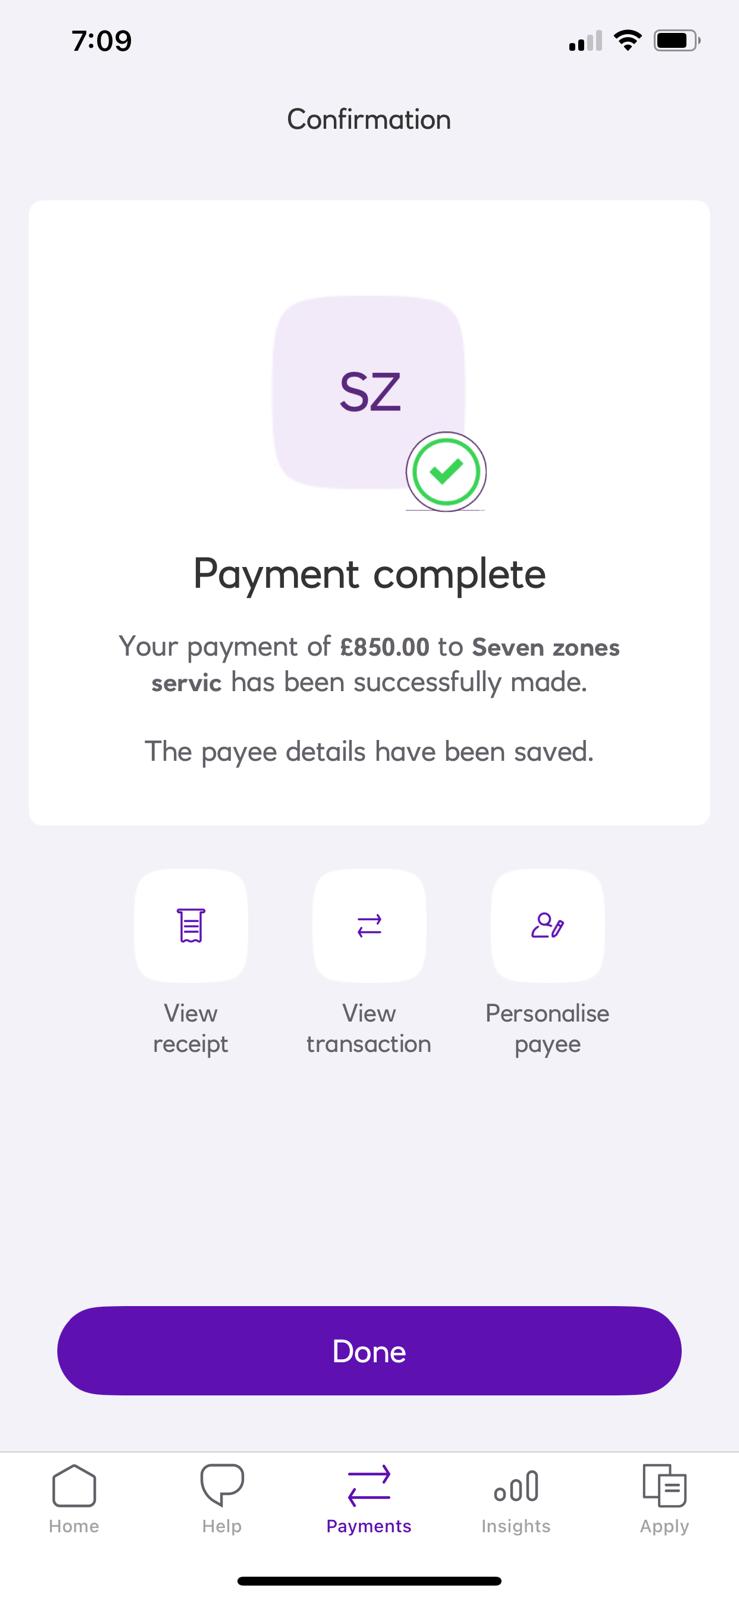 7:09
Confirmation
SZ
Payment complete
Your payment of £850.00 to Seven zones
servic has been successfully made.
The payee details have been saved.
View
receipt
View
transaction
Personalise
payee
Done
Home
Help
Payments
Insights
Apply